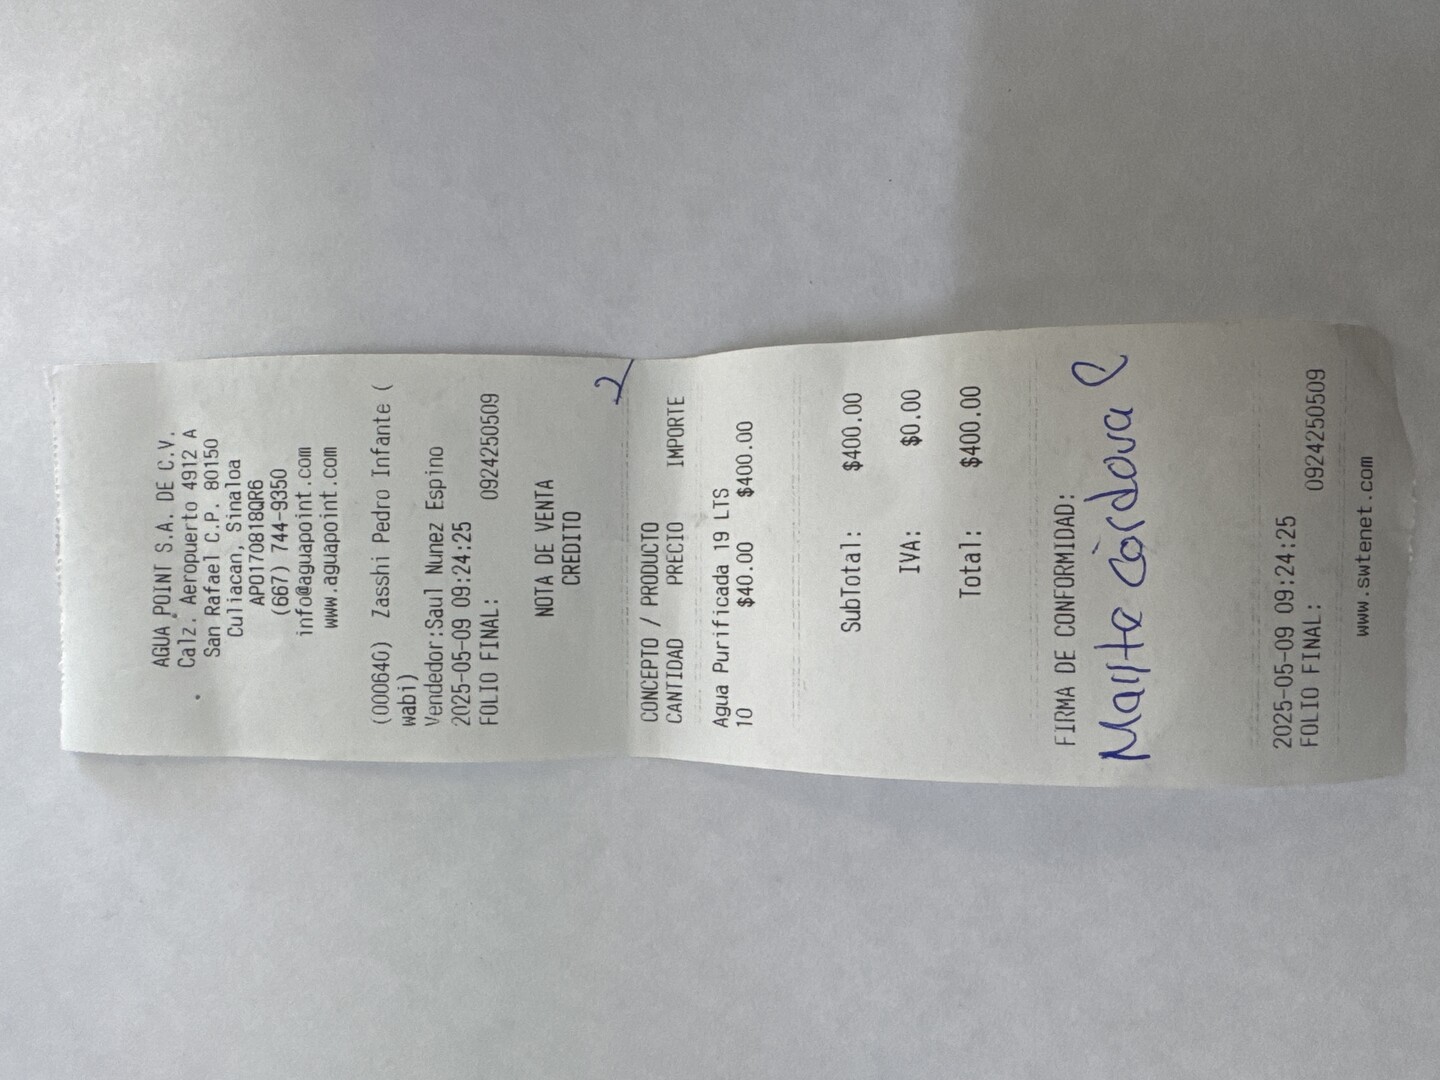 AGUA POINT S.A. DE C.V.
Calz. Aeropuerto 4912 A
San Rafael C.P. 80150
Culiacan, Sinaloa
APO170818QR6
(667) 744-9350
info@aguapoint.com
www.aguapoint.com
(000640) Zasshi Pedro Infante (
wabi)
Vendedor:Saul Nunez Espino
2025-05-09 09:24:25
FOLIO FINAL: 0924250509
NOTA DE VENTA
CREDITO
2
CONCEPTO / PRODUCTO
CANTIDAD PRECIO IMPORTE
Agua Purificada 19 LTS
10 $40.00 $400.00
SubTotal: $400.00
IVA: $0.00
Total: $400.00
FIRMA DE CONFORMIDAD:
Maiite Còrdova P
2025-05-09 09:24:25
FOLIO FINAL: 0924250509
www.swtenet.com